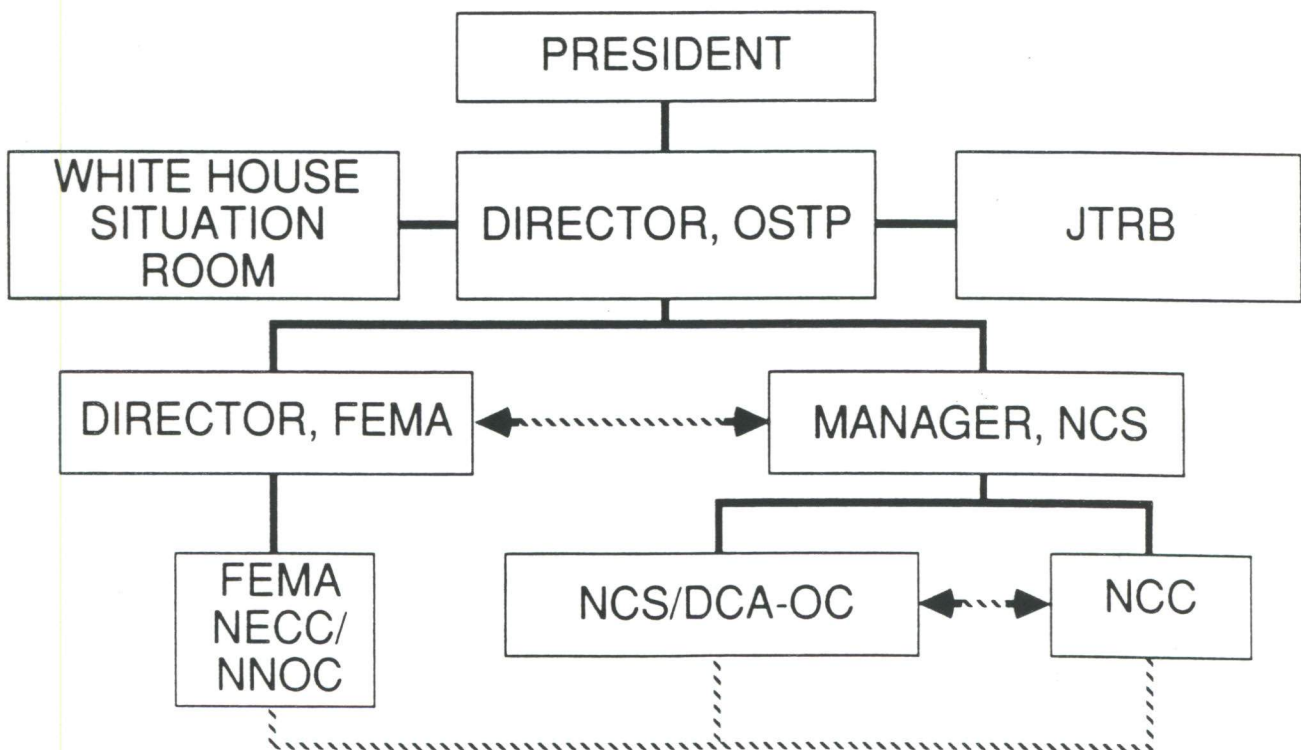 PRESIDENT
WHITE HOUSE
SITUATION
ROOM
DIRECTOR, OSTP
JTRB
DIRECTOR, FEMA
MANAGER, NCS
FEMA
NECC/
NNOC
NCS/DCA-OC
NCC